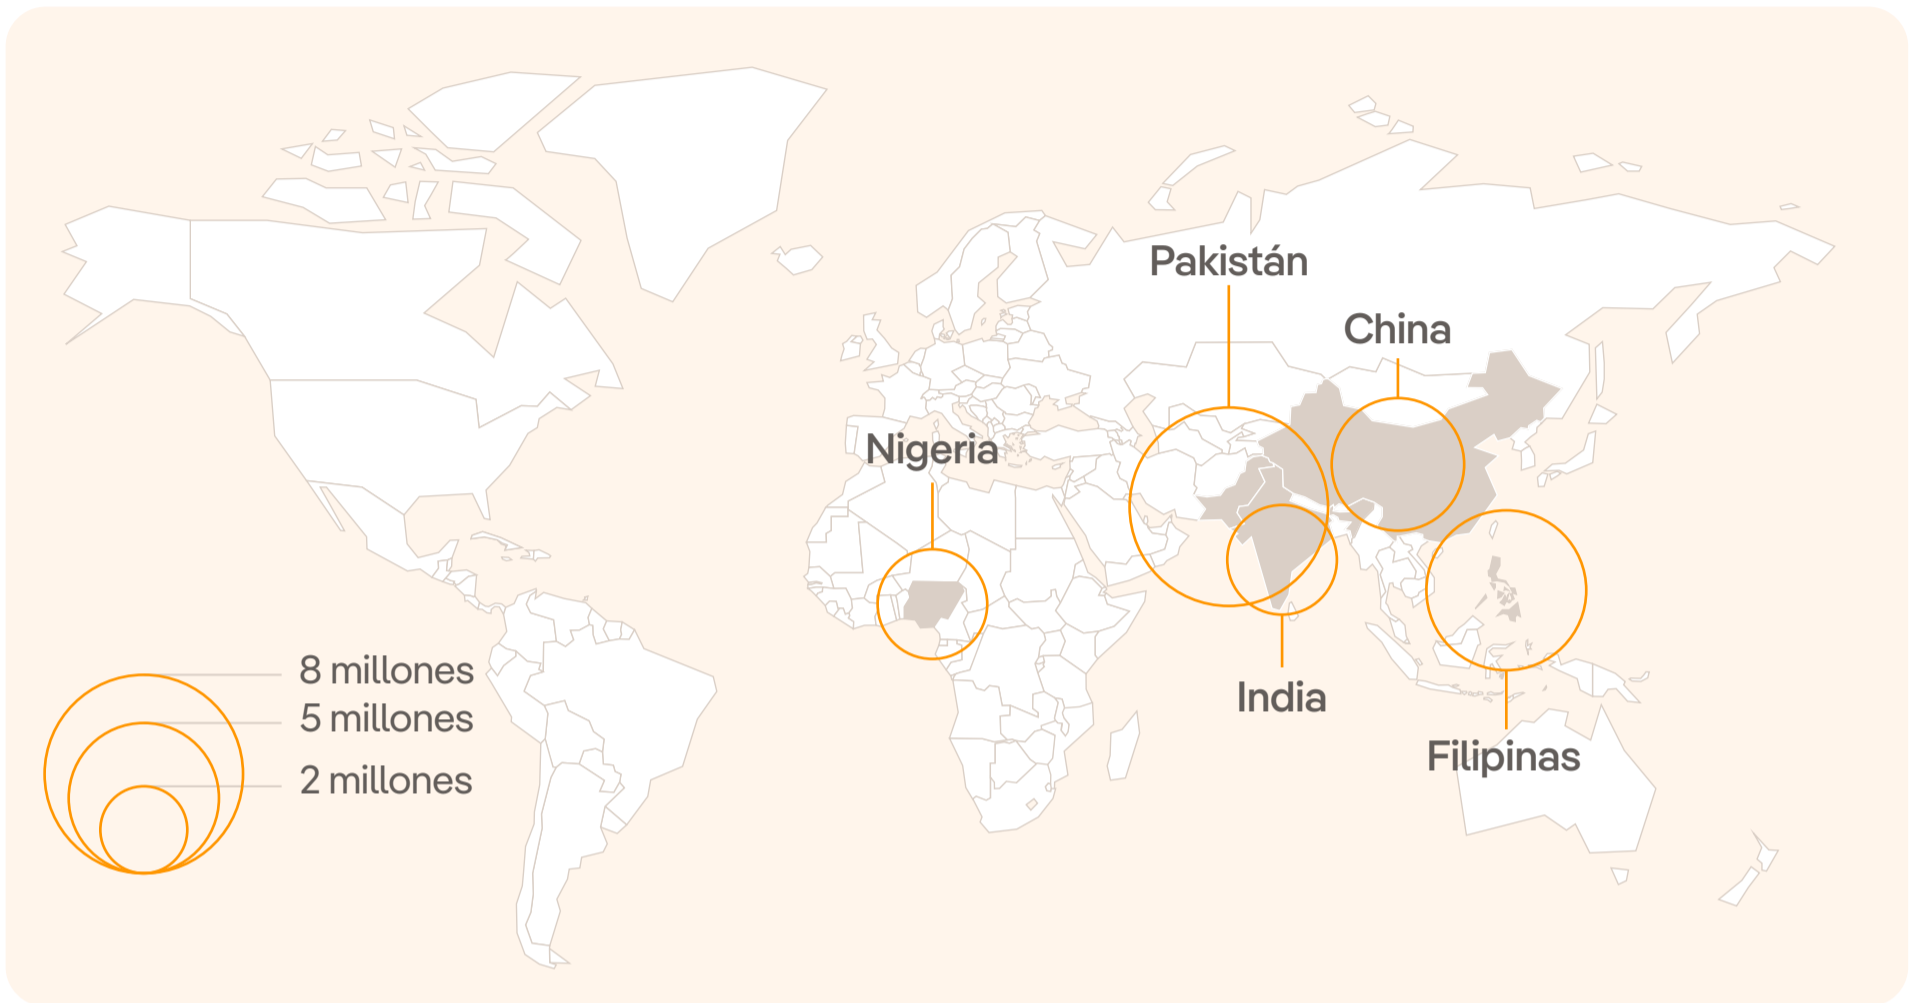 Pakistán
China
Nigeria
8 millones
5 millones
2 millones
India
Filipinas